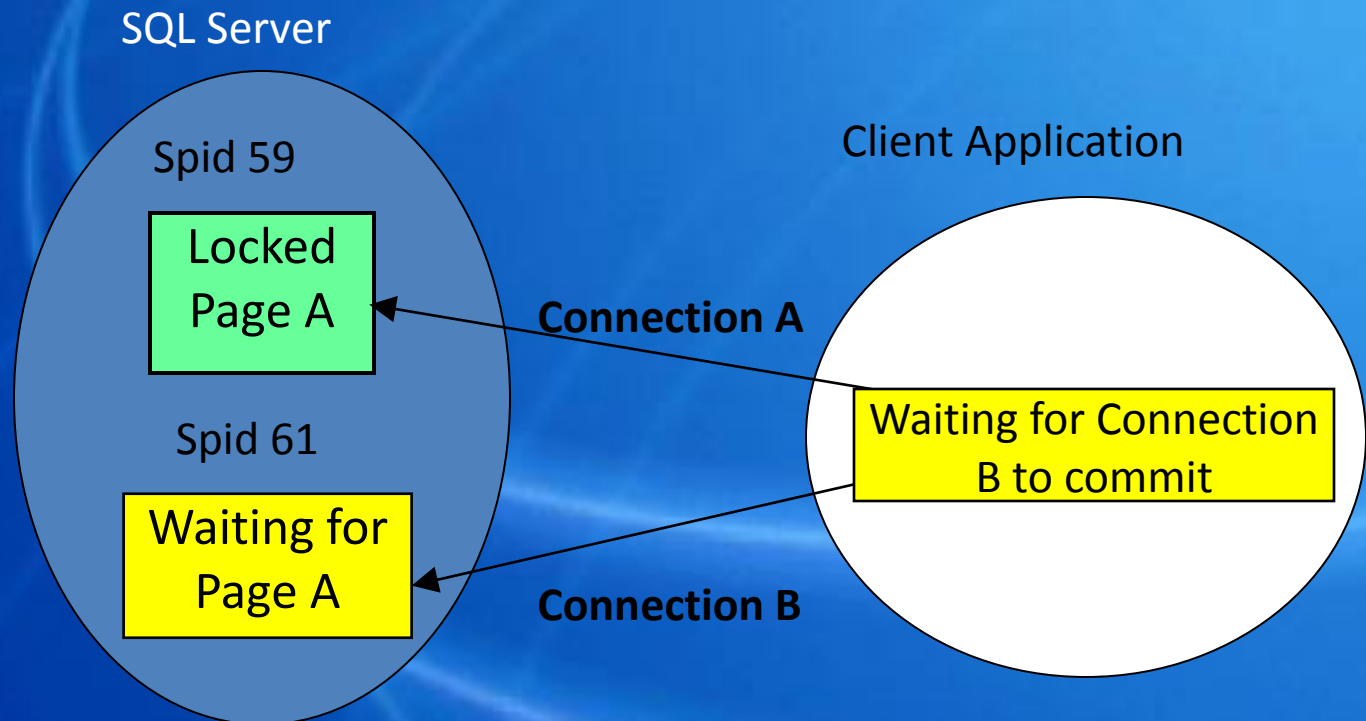 SQL Server
Client Application
Spid 59
Locked
Page A
Connection A
Waiting for Connection
B to commit
Spid 61
Waiting for
Page A
Connection B